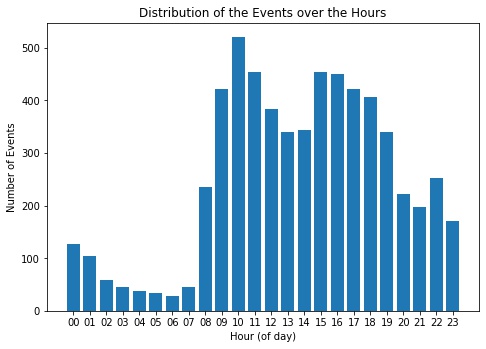 Distribution of the Events over the Hours
Number of Events
500
400
300
200
100
0
00 01 02 03 04 05 06 07 08 09 10 11 12 13 14 15 16 17 18 19 20 21 22 23
Hour (of day)